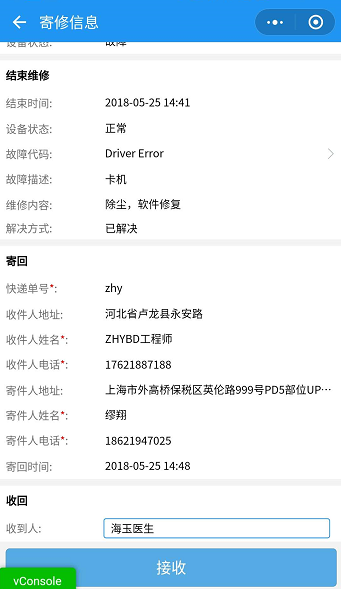 寄修信息
设备状态: 故障
结束维修
结束时间: 2018-05-25 14:41
设备状态: 正常
故障代码: Driver Error
故障描述: 卡机
维修内容: 除尘，软件修复
解决方式: 已解决
寄回
快递单号*: zhy
收件人地址: 河北省卢龙县永安路
收件人姓名*: ZHYBD工程师
收件人电话*: 17621887188
寄件人地址: 上海市外高桥保税区英伦路999号PD5部位UP···
寄件人姓名*: 缪翔
寄件人电话*: 18621947025
寄回时间: 2018-05-25 14:48
收回
收到人: 海玉医生
接收
vConsole